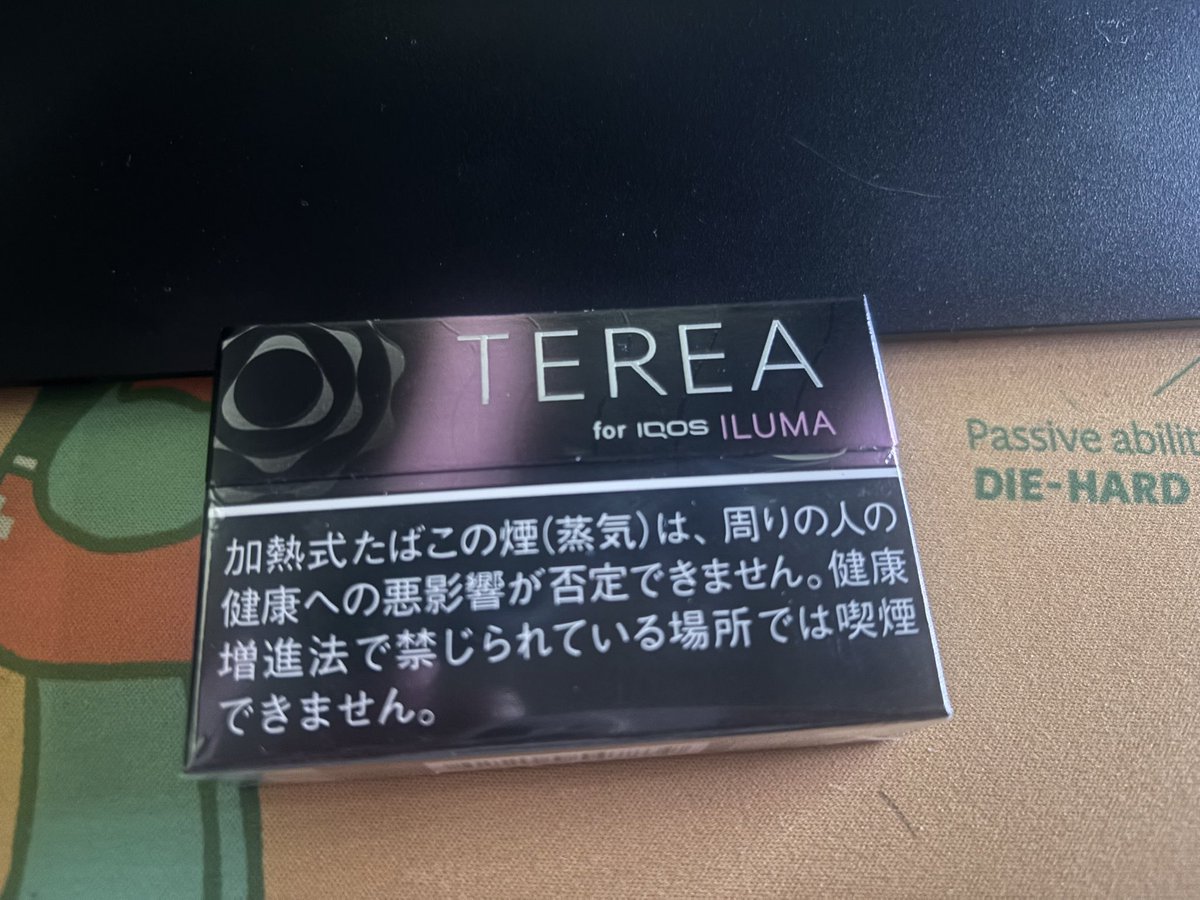 TEREA
for IQOS ILUMA
加熱式たばこの煙(蒸気)は、周りの人の
健康への悪影響が否定できません。健康
増進法で禁じられている場所では喫煙
できません。
Passive
DIE-HARD